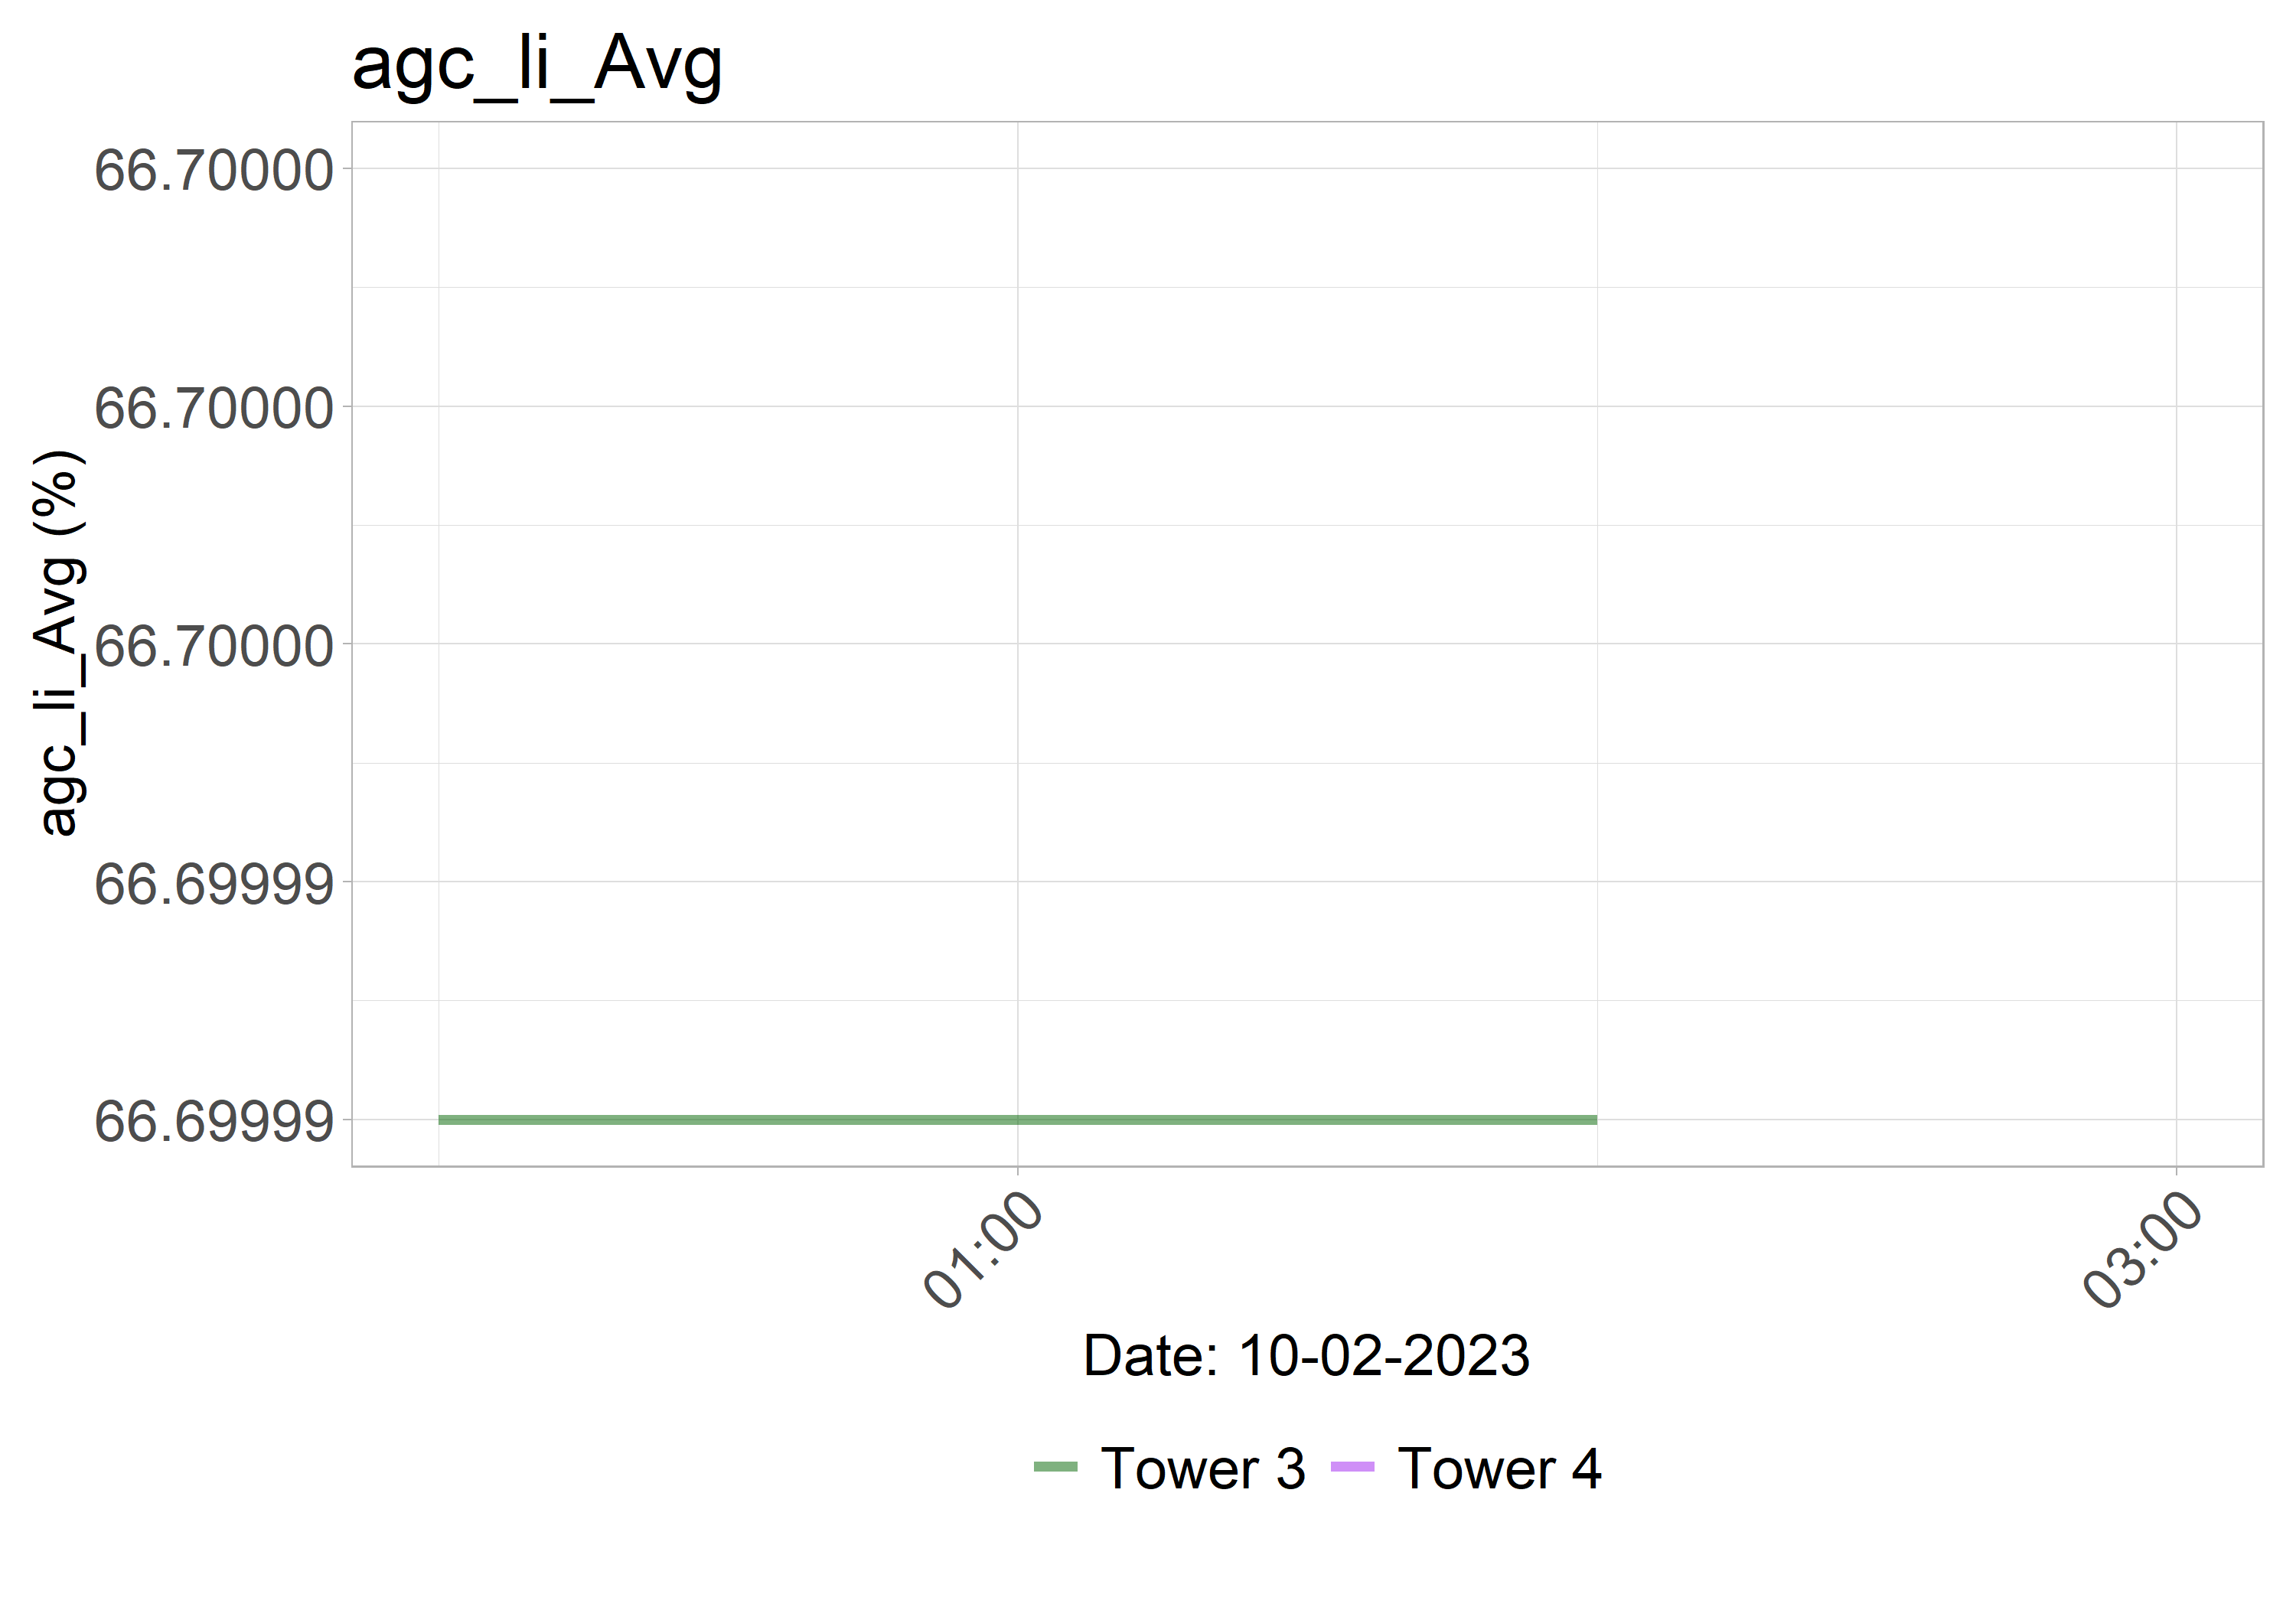 agc_li_Avg
66.70000
66.70000
66.70000
66.69999
66.69999
agc_li_Avg (%)
01:00
03:00
Date: 10-02-2023
Tower 3
Tower 4